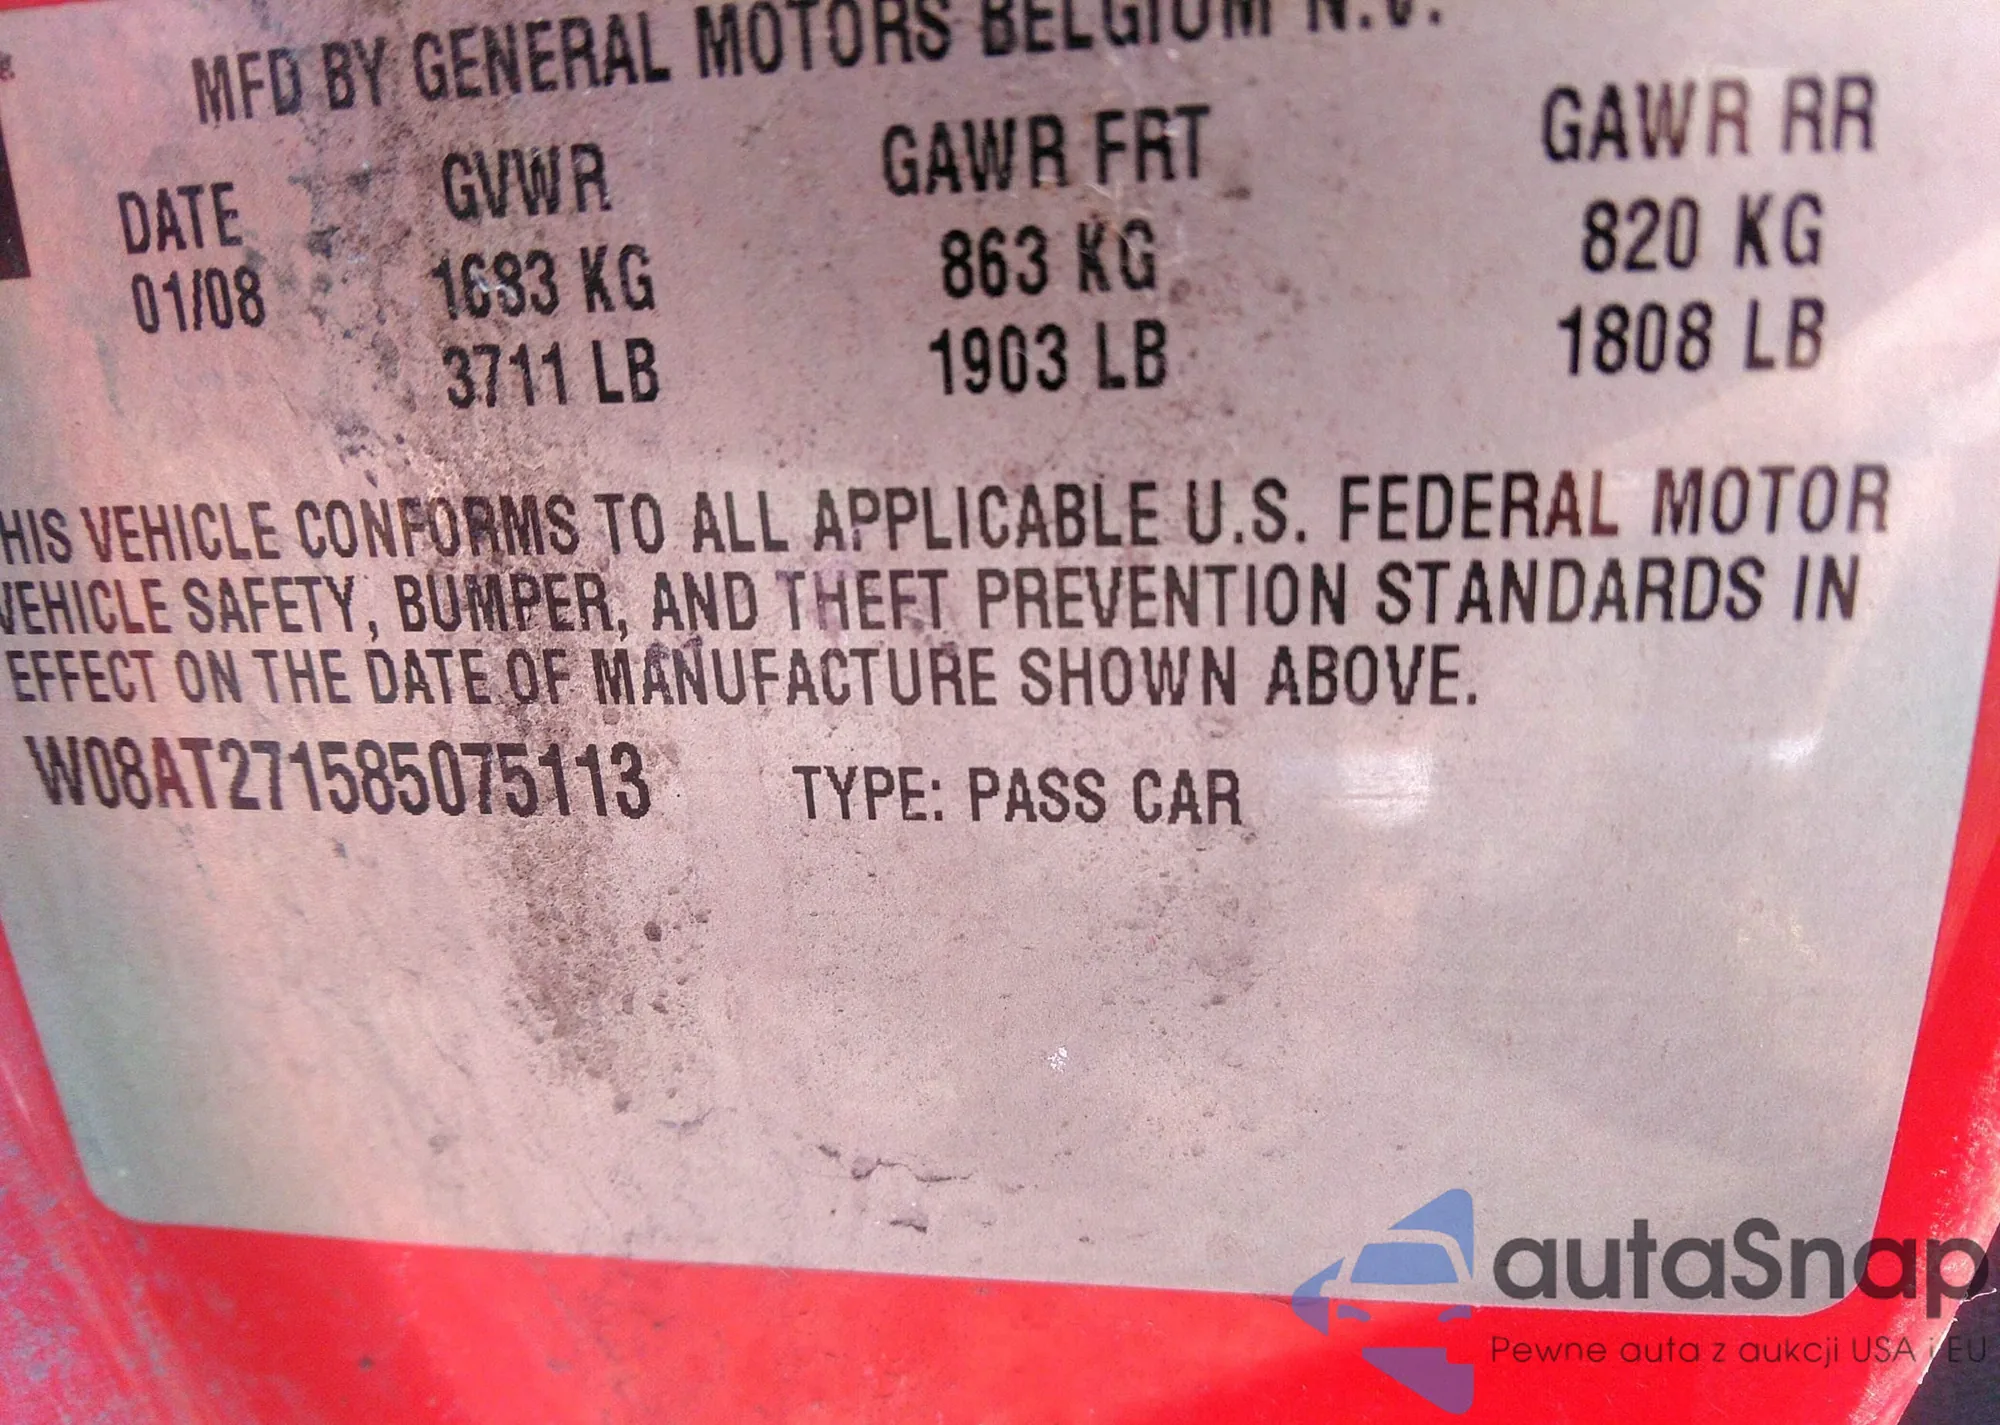 MFD BY GENERAL MOTORS BELGIUM N.V.
DATE GVWR GAWR FRT GAWR RR
01/08 1683 KG 863 KG 820 KG
3711 LB 1903 LB 1808 LB
HIS VEHICLE CONFORMS TO ALL APPLICABLE U.S. FEDERAL MOTOR
VEHICLE SAFETY, BUMPER, AND THEFT PREVENTION STANDARDS IN
EFFECT ON THE DATE OF MANUFACTURE SHOWN ABOVE.
W08AT271585075113 TYPE: PASS CAR
autaSnap
Pewne auta z aukcji USA i EU